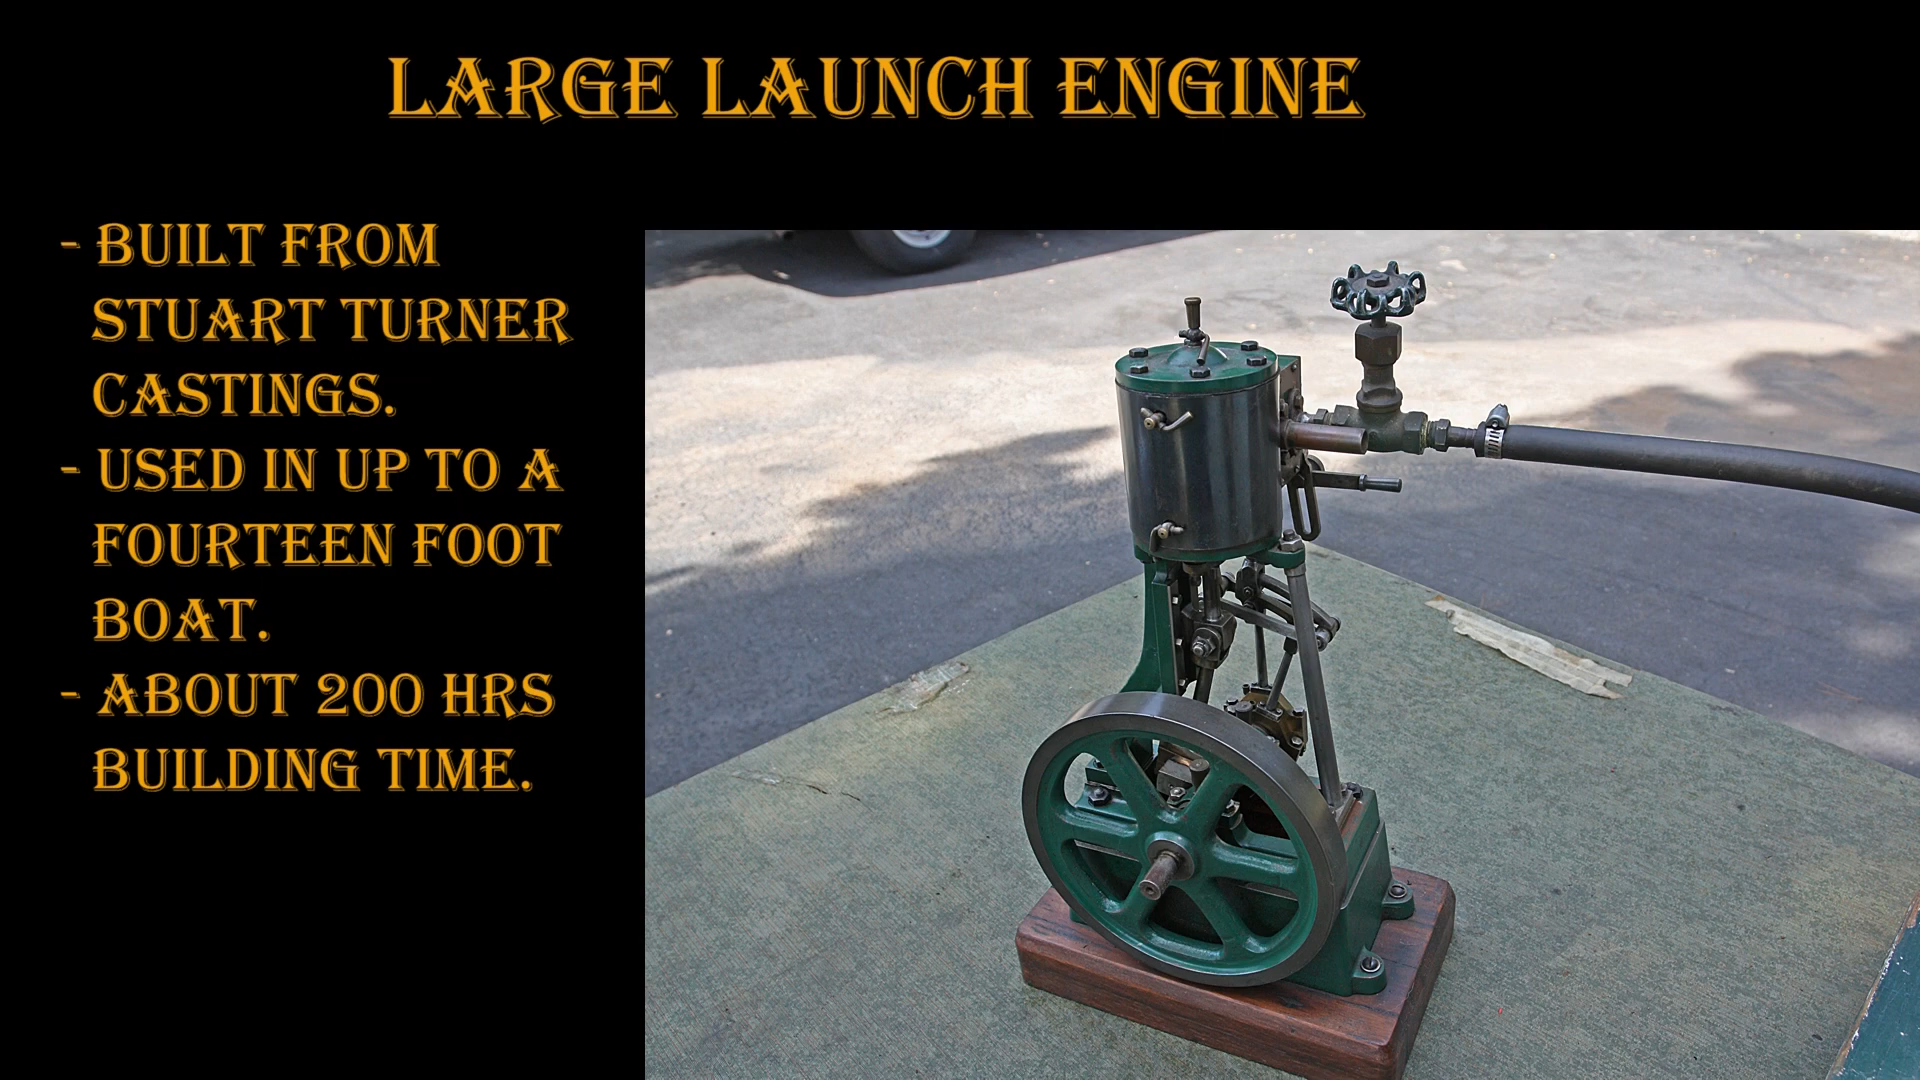 LARGE LAUNCH ENGINE
- BUILT FROM
STUART TURNER
CASTINGS.
- USED IN UP TO A
FOURTEEN FOOT
BOAT.
- ABOUT 200 HRS
BUILDING TIME.